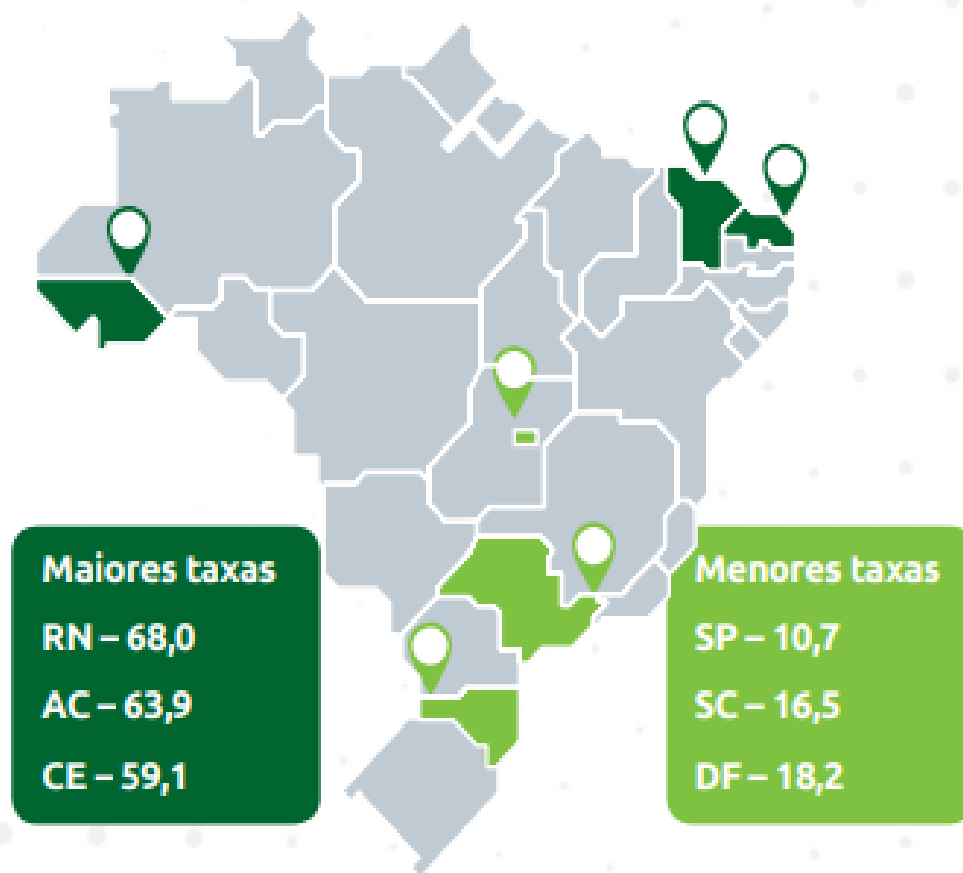 Maiores taxas
RN – 68,0
AC – 63,9
CE – 59,1
Menores taxas
SP – 10,7
SC – 16,5
DF – 18,2